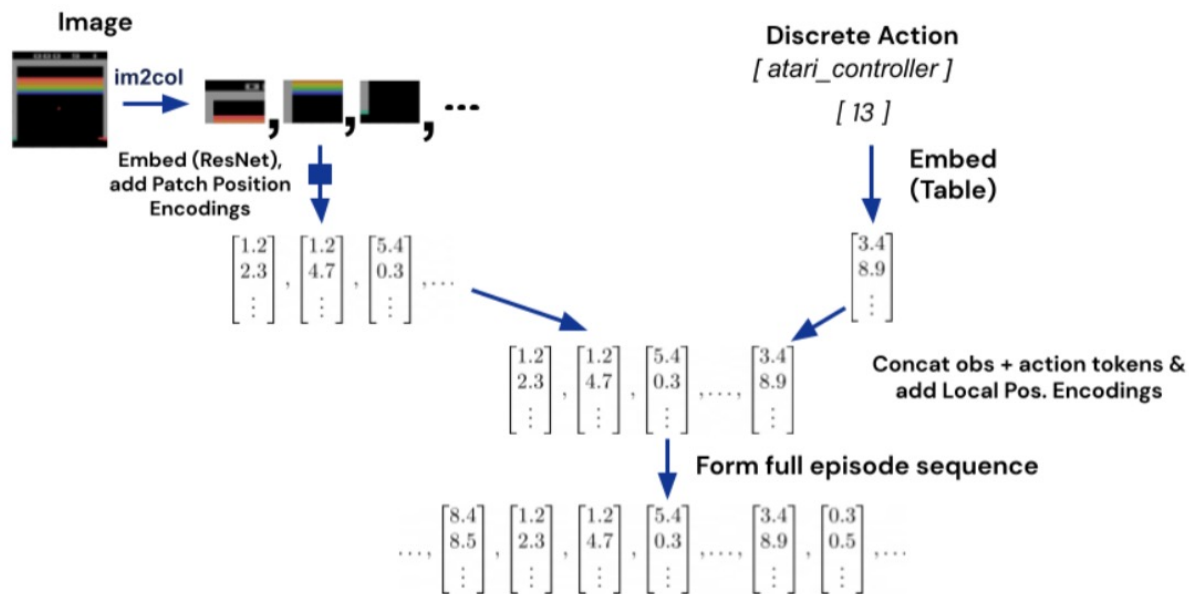 Image
im2col
, , , ...
Embed (ResNet),
add Patch Position
Encodings
Discrete Action
[ atari_controller ]
[ 13 ]
Embed
(Table)
[1.2 2.3 ⋮] , [1.2 4.7 ⋮] , [5.4 0.3 ⋮] , ...
[3.4 8.9 ⋮]
[1.2 2.3 ⋮] , [1.2 4.7 ⋮] , [5.4 0.3 ⋮] , ..., [3.4 8.9 ⋮]
Concat obs + action tokens &
add Local Pos. Encodings
Form full episode sequence
..., [8.4 8.5 ⋮] , [1.2 2.3 ⋮] , [1.2 4.7 ⋮] , [5.4 0.3 ⋮] , ..., [3.4 8.9 ⋮] , [0.3 0.5 ⋮] , ...